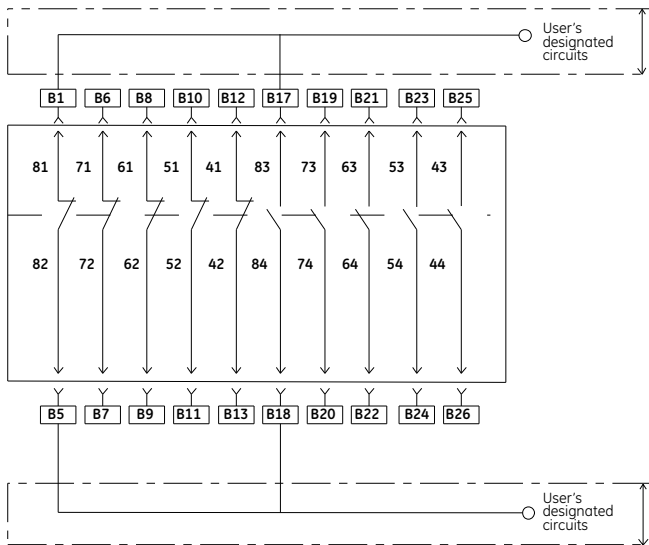 User's
designated
circuits
B1 B6 B8 B10 B12 B17 B19 B21 B23 B25
81 71 61 51 41 83 73 63 53 43
82 72 62 52 42 84 74 64 54 44
B5 B7 B9 B11 B13 B18 B20 B22 B24 B26
User's
designated
circuits